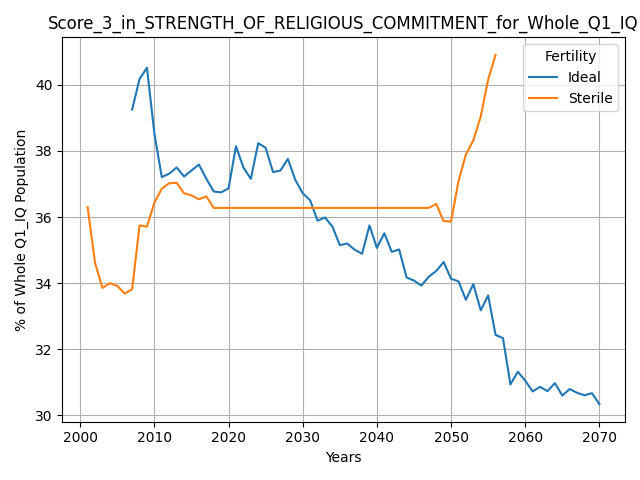 Score_3_in_STRENGTH_OF_RELIGIOUS_COMMITMENT_for_Whole_Q1_IQ
Fertility
Ideal
Sterile
% of Whole Q1_IQ Population
40
38
36
34
32
30
2000 2010 2020 2030 2040 2050 2060 2070
Years